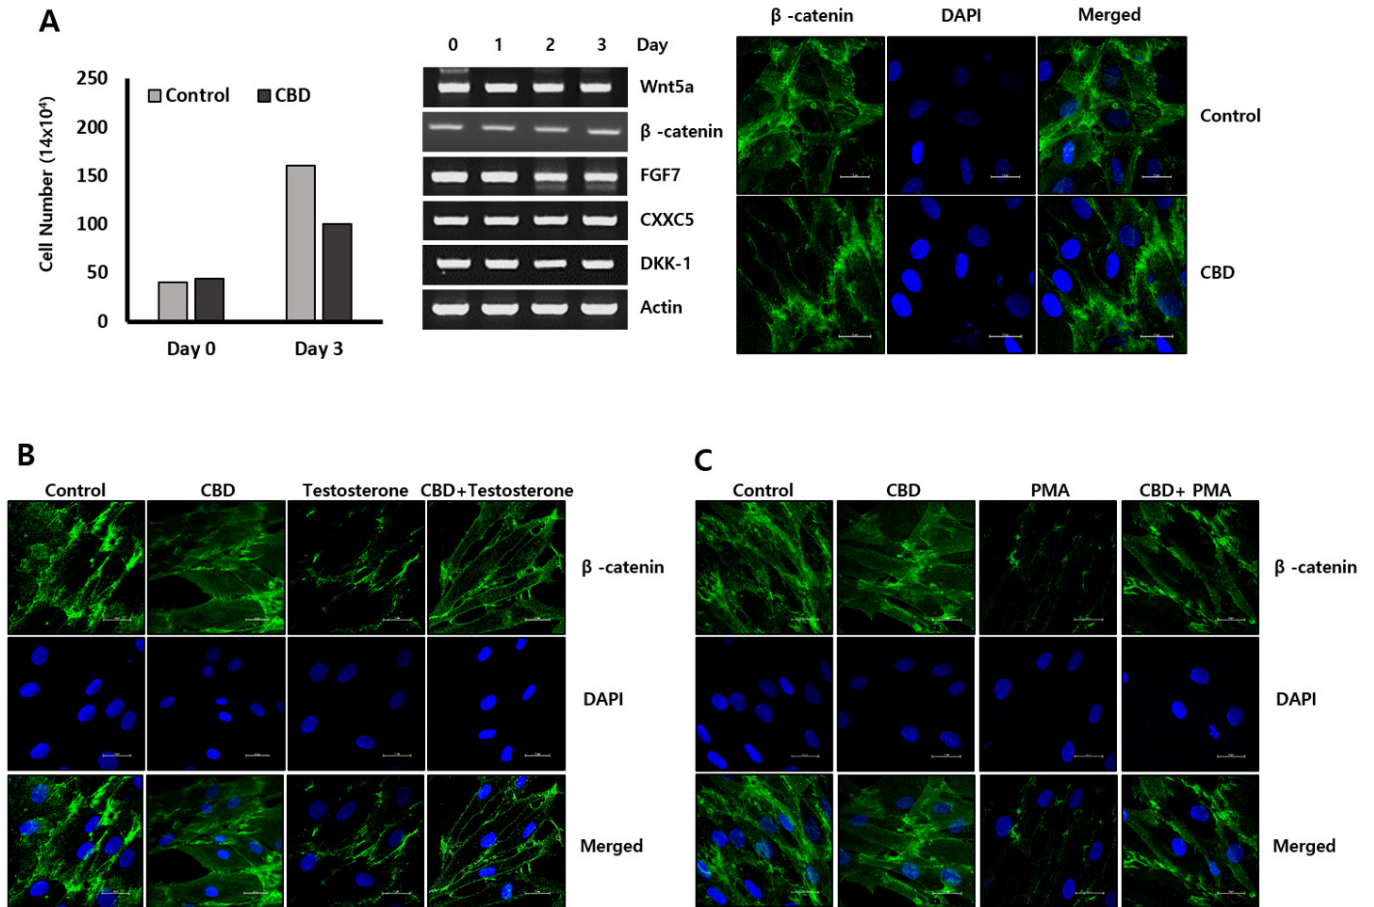 A
Cell Number (14x10⁴)
250
200
150
100
50
0
Control CBD
Day 0 Day 3
0 1 2 3 Day
Wnt5a
β -catenin
FGF7
CXXC5
DKK-1
Actin
β -catenin DAPI Merged
Control
CBD
B
Control CBD Testosterone CBD+Testosterone
β -catenin
DAPI
Merged
C
Control CBD PMA CBD+ PMA
β -catenin
DAPI
Merged